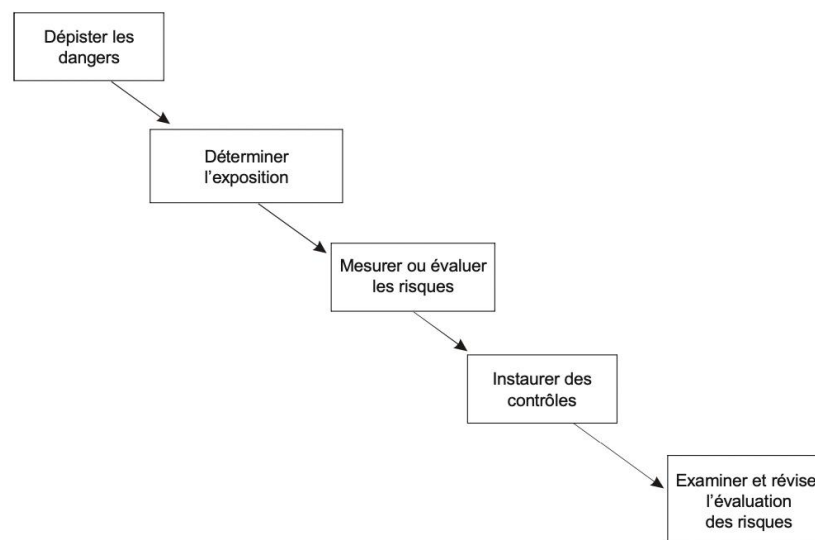 Dépister les
dangers
Déterminer
l'exposition
Mesurer ou évaluer
les risques
Instaurer des
contrôles
Examiner et révise
l'évaluation
des risques